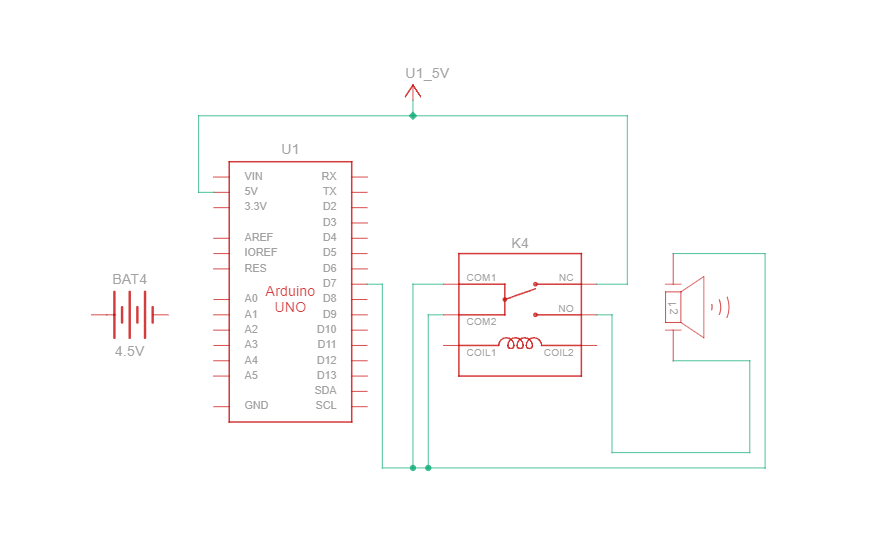 U1_5V
U1
VIN RX
5V TX
3.3V D2
D3
AREF D4
IOREF D5
RES D6
D7
A0 D8
A1 D9
A2 D10
A3 D11
A4 D12
A5 D13
SDA
GND SCL
Arduino
UNO
BAT4
4.5V
K4
COM1 NC
COM2 NO
COIL1 COIL2